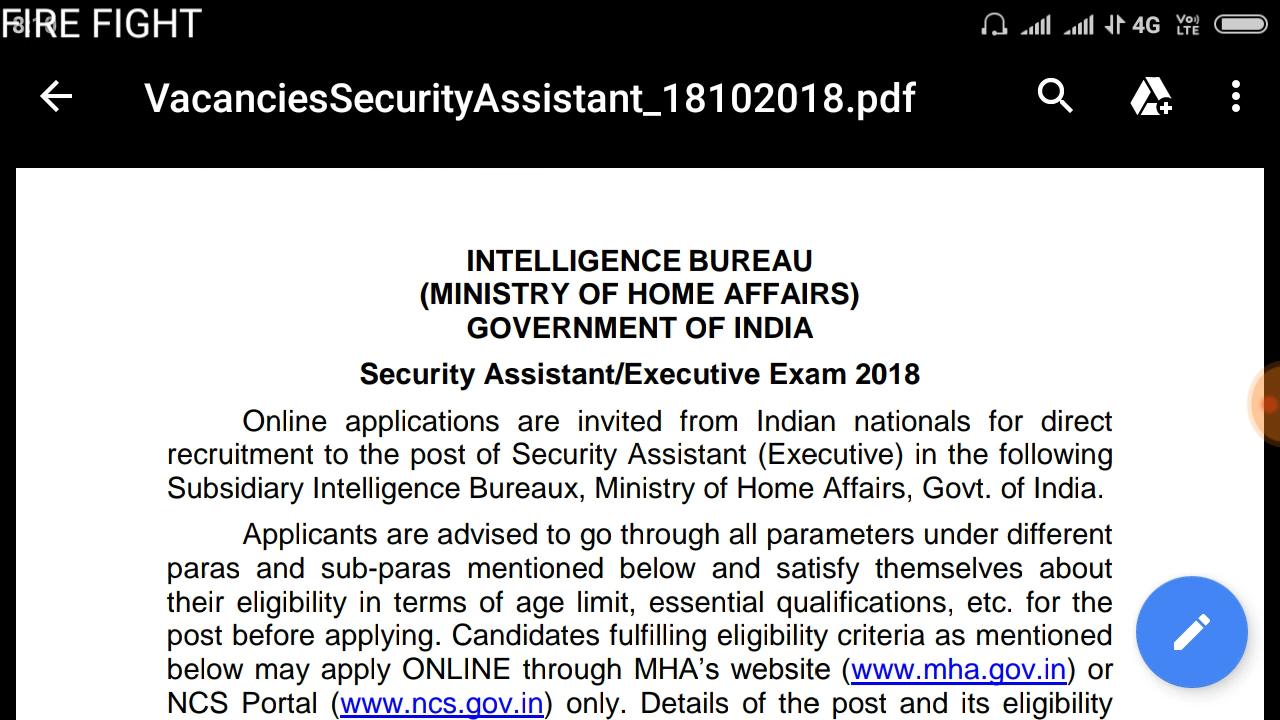 FIRE FIGHT
4G
Vo))
LTE
VacanciesSecurityAssistant_18102018.pdf
INTELLIGENCE BUREAU
(MINISTRY OF HOME AFFAIRS)
GOVERNMENT OF INDIA
Security Assistant/Executive Exam 2018
Online applications are invited from Indian nationals for direct
recruitment to the post of Security Assistant (Executive) in the following
Subsidiary Intelligence Bureaux, Ministry of Home Affairs, Govt. of India.
Applicants are advised to go through all parameters under different
paras and sub-paras mentioned below and satisfy themselves about
their eligibility in terms of age limit, essential qualifications, etc. for the
post before applying. Candidates fulfilling eligibility criteria as mentioned
below may apply ONLINE through MHA’s website (www.mha.gov.in) or
NCS Portal (www.ncs.gov.in) only. Details of the post and its eligibility